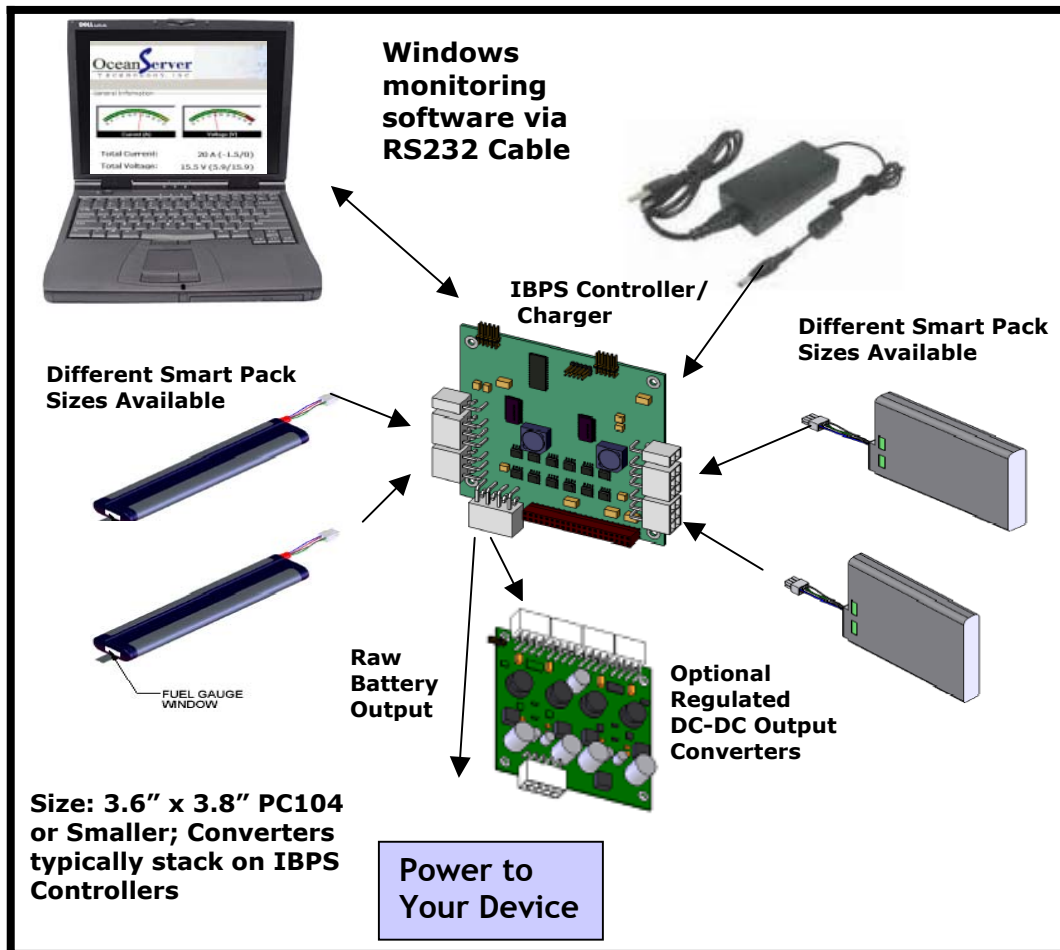 DELL
OceanServer
TECHNOLOGY INC
General Information
Current (A)
Voltage (V)
Total Current: 20 A (-1.5/0)
Total Voltage: 15.5 V (5.9/15.9)
Windows
monitoring
software via
RS232 Cable
IBPS Controller/
Charger
Different Smart Pack
Sizes Available
Different Smart Pack
Sizes Available
FUEL GAUGE
WINDOW
Raw
Battery
Output
Optional
Regulated
DC-DC Output
Converters
Size: 3.6” x 3.8” PC104
or Smaller; Converters
typically stack on IBPS
Controllers
Power to
Your Device